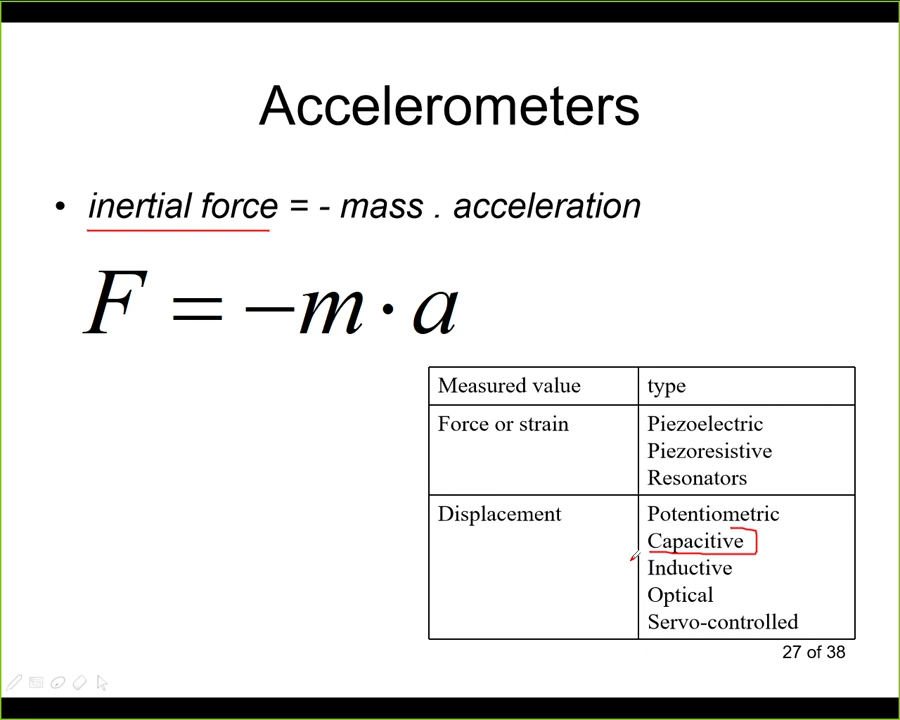 Accelerometers
• inertial force = - mass . acceleration
F = −m · a
Measured value type
Force or strain Piezoelectric
Piezoresistive
Resonators
Displacement Potentiometric
Capacitive
Inductive
Optical
Servo-controlled
27 of 38